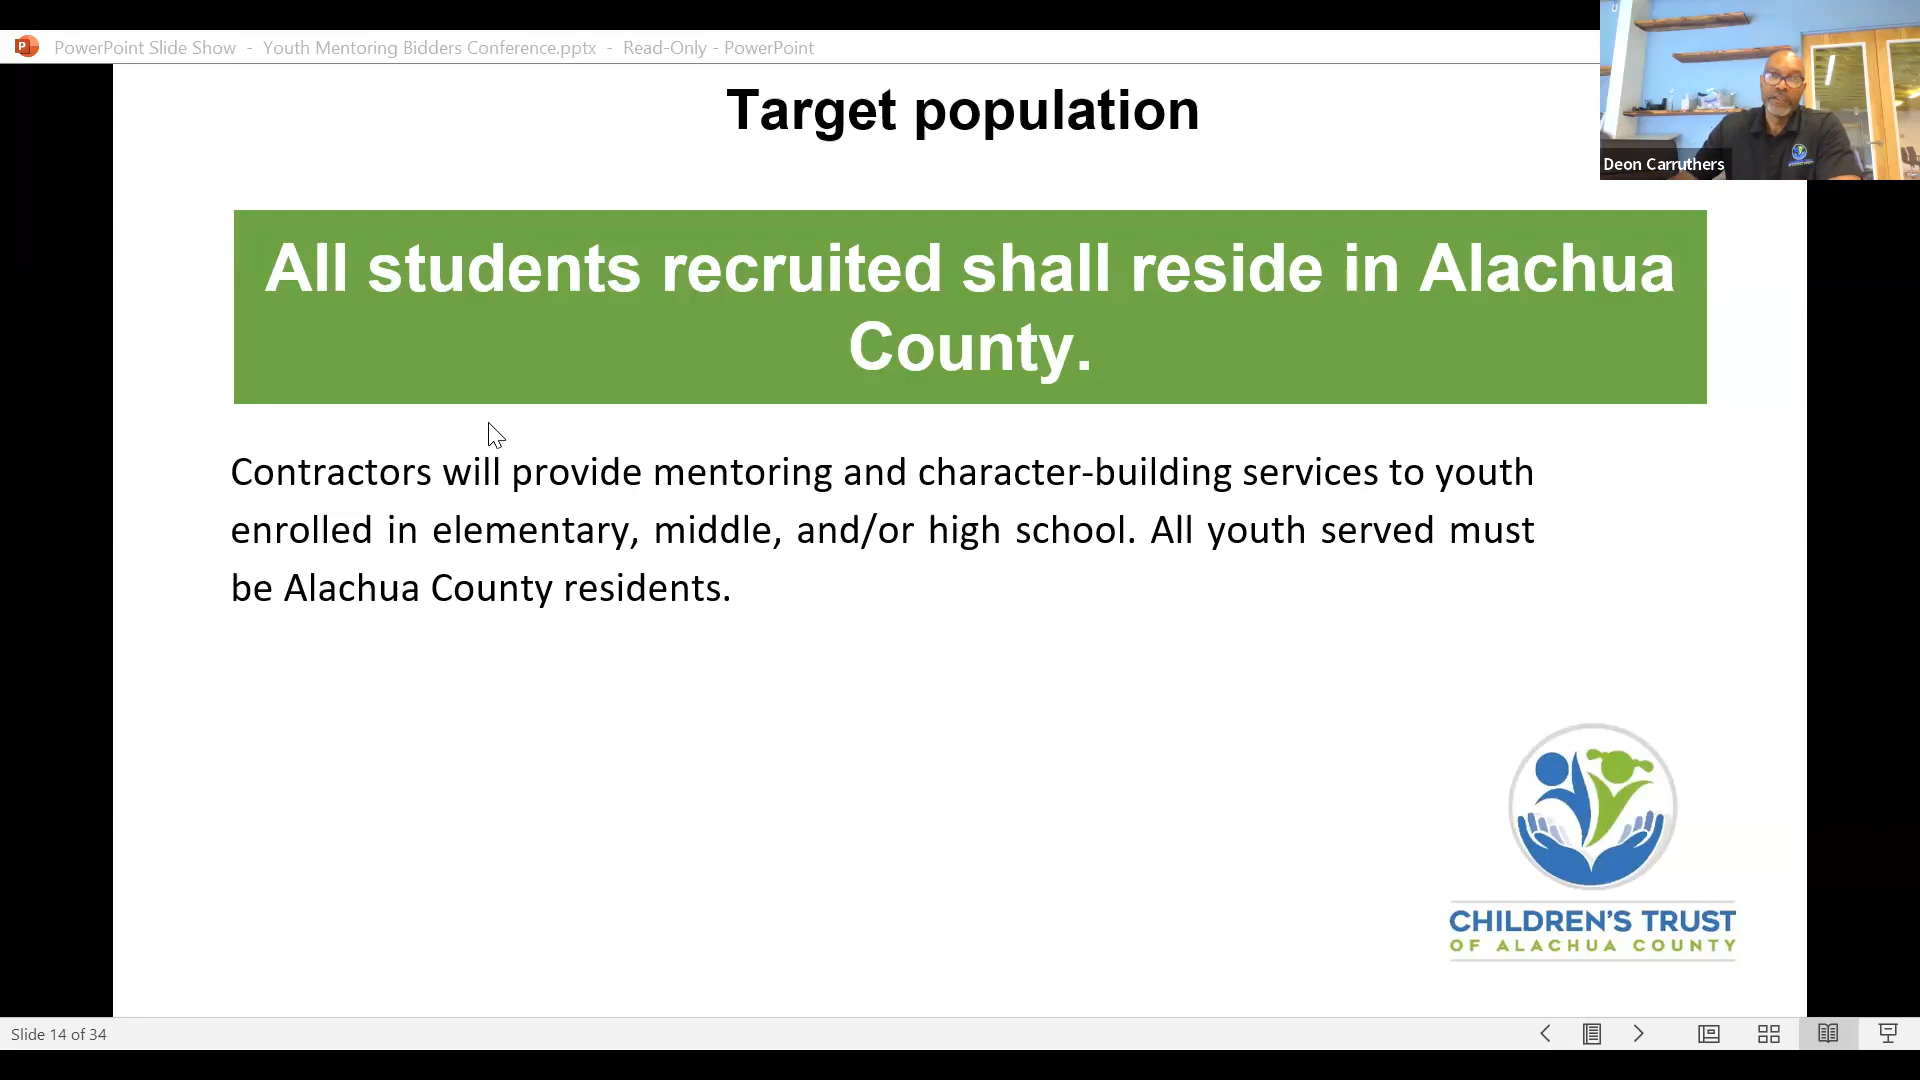 PowerPoint Slide Show - Youth Mentoring Bidders Conference.pptx - Read-Only - PowerPoint
Deon Carruthers
Target population
All students recruited shall reside in Alachua
County.
Contractors will provide mentoring and character-building services to youth
enrolled in elementary, middle, and/or high school. All youth served must
be Alachua County residents.
CHILDREN'S TRUST
OF ALACHUA COUNTY
Slide 14 of 34